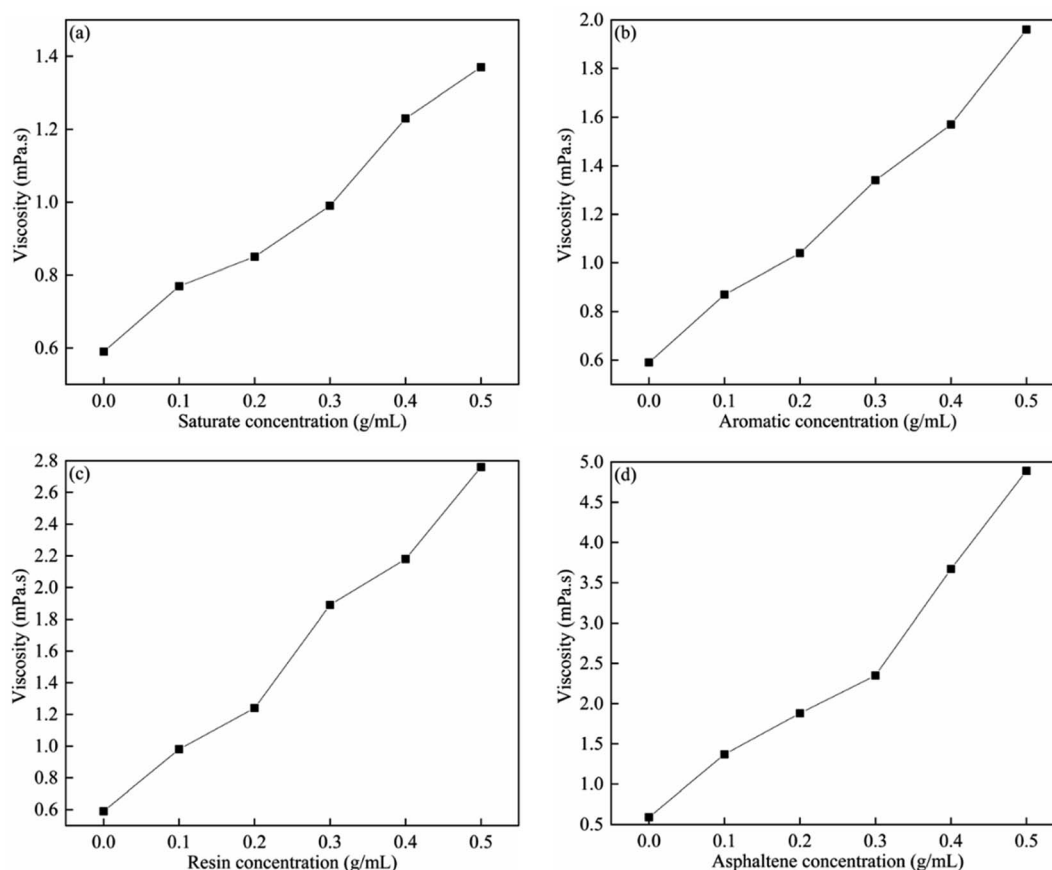 (a)
Viscosity (mPa.s)
1.4
1.2
1.0
0.8
0.6
0.0 0.1 0.2 0.3 0.4 0.5
Saturate concentration (g/mL)
(b)
Viscosity (mPa.s)
2.0
1.8
1.6
1.4
1.2
1.0
0.8
0.6
0.0 0.1 0.2 0.3 0.4 0.5
Aromatic concentration (g/mL)
(c)
Viscosity (mPa.s)
2.8
2.6
2.4
2.2
2.0
1.8
1.6
1.4
1.2
1.0
0.8
0.6
0.0 0.1 0.2 0.3 0.4 0.5
Resin concentration (g/mL)
(d)
Viscosity (mPa.s)
5.0
4.5
4.0
3.5
3.0
2.5
2.0
1.5
1.0
0.5
0.0 0.1 0.2 0.3 0.4 0.5
Asphaltene concentration (g/mL)